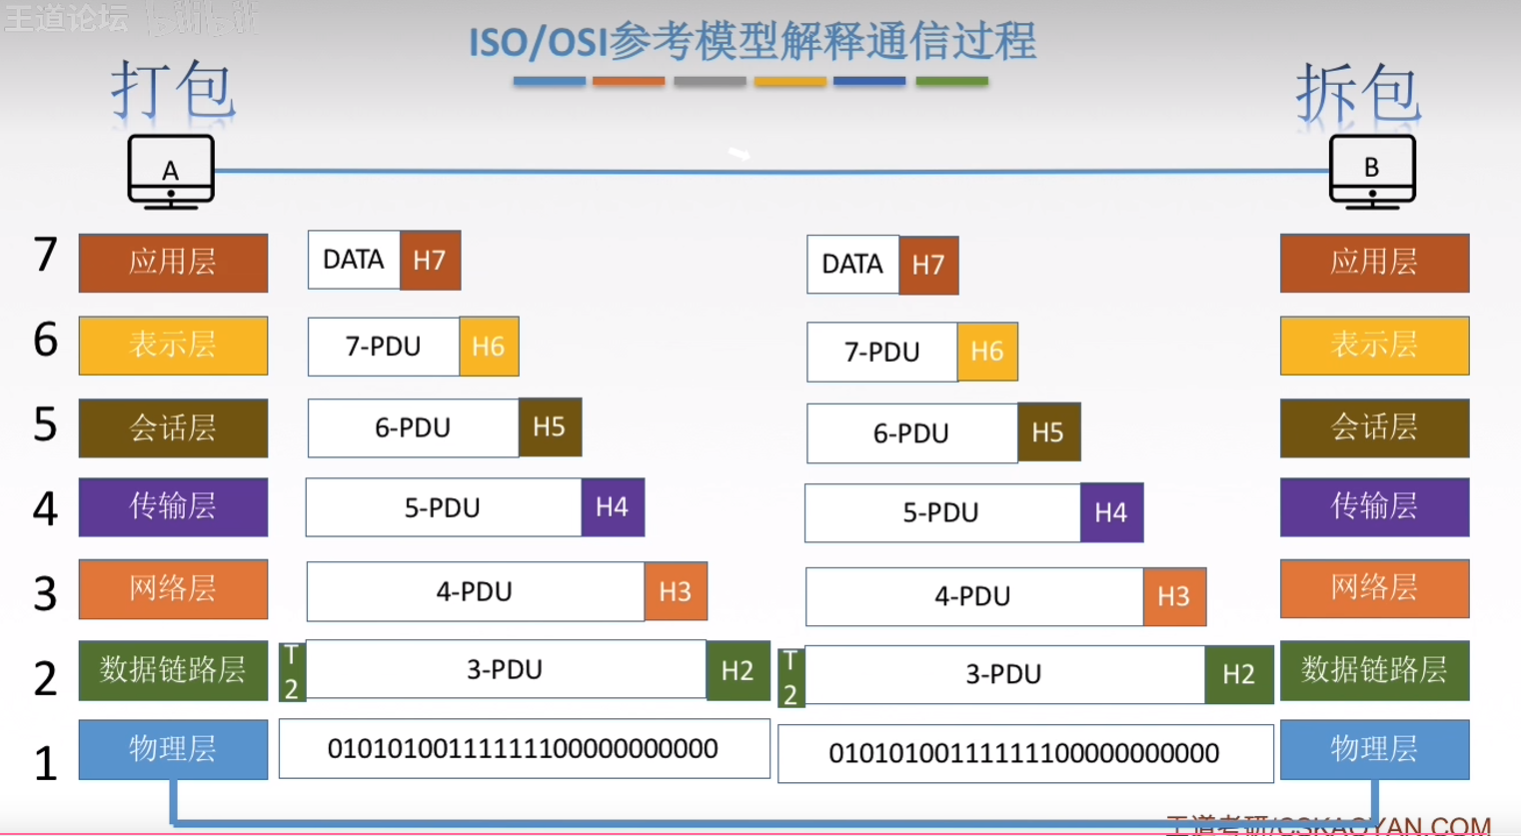 王道论坛 bilibili
ISO/OSI参考模型解释通信过程
打包
拆包
A
B
7 应用层 DATA H7 DATA H7 应用层
6 表示层 7-PDU H6 7-PDU H6 表示层
5 会话层 6-PDU H5 6-PDU H5 会话层
4 传输层 5-PDU H4 5-PDU H4 传输层
3 网络层 4-PDU H3 4-PDU H3 网络层
2 数据链路层 T2 3-PDU H2 T2 3-PDU H2 数据链路层
1 物理层 0101010011111110000000000 0101010011111110000000000 物理层
王道考研/CSKAOYAN.COM